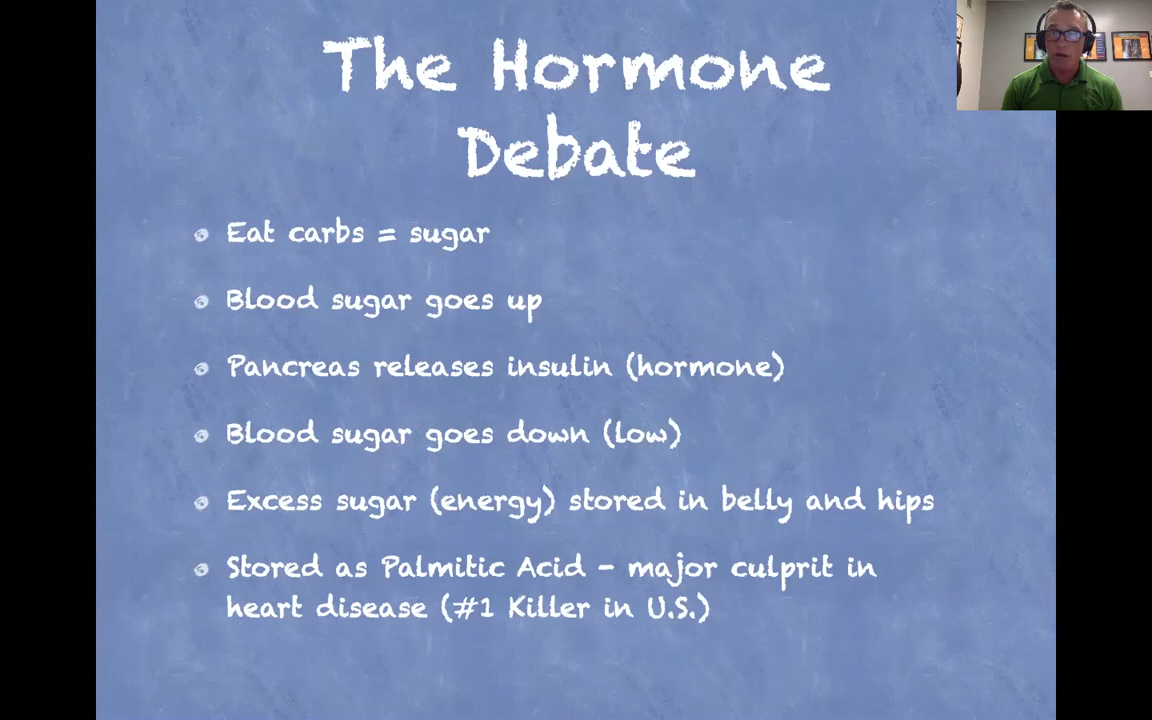 The Hormone
Debate
Eat carbs = sugar
Blood sugar goes up
Pancreas releases insulin (hormone)
Blood sugar goes down (low)
Excess sugar (energy) stored in belly and hips
Stored as Palmitic Acid - major culprit in
heart disease (#1 Killer in U.S.)